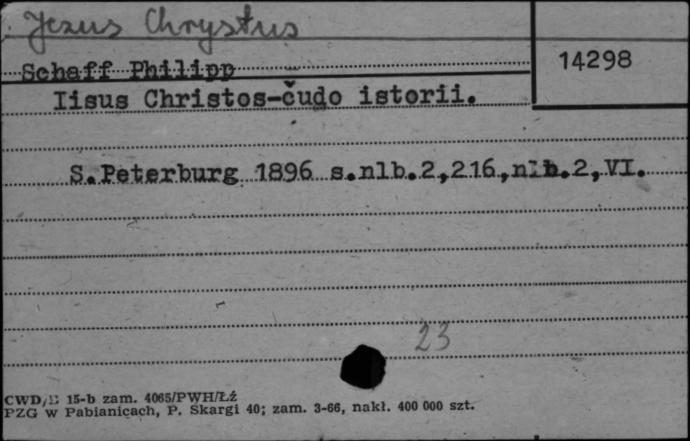 Jezus Chrystus
Schaff Philipp
14298
Iisus Christos-čudo istorii.
S.Peterburg 1896 s.nlb.2,216,nlb.2,VI.
23
CWD/B 15-b zam. 4065/PWH/Łź
PZG w Pabianicach, P. Skargi 40; zam. 3-66, nakł. 400 000 szt.